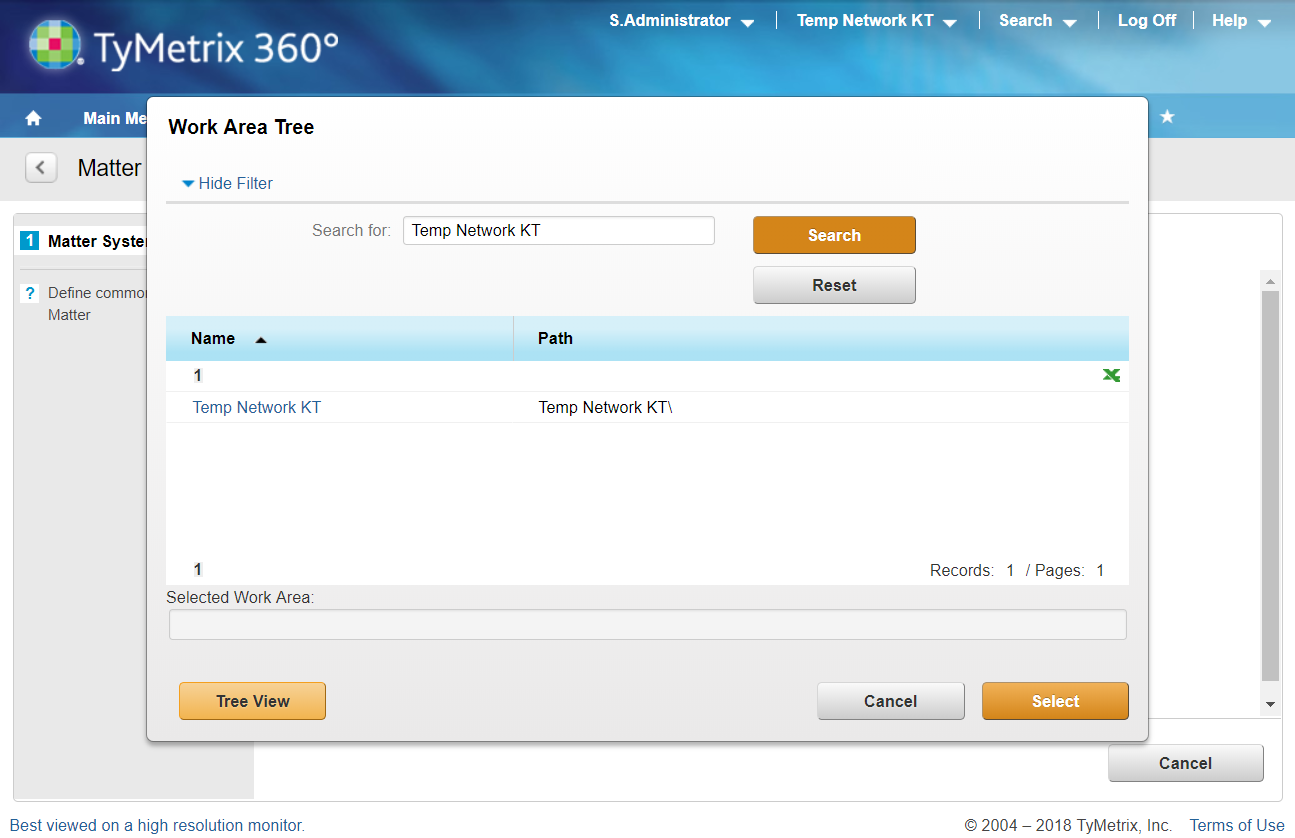 S.Administrator
Temp Network KT
Search
Log Off
Help
TyMetrix 360°
Main Me
Work Area Tree
Matter
Hide Filter
Search for: Temp Network KT
Search
Reset
1 Matter Syste
? Define commo
Matter
Name
Path
1
Temp Network KT
Temp Network KT\
1
Records: 1 / Pages: 1
Selected Work Area:
Tree View
Cancel
Select
Cancel
Best viewed on a high resolution monitor.
© 2004 – 2018 TyMetrix, Inc. Terms of Use